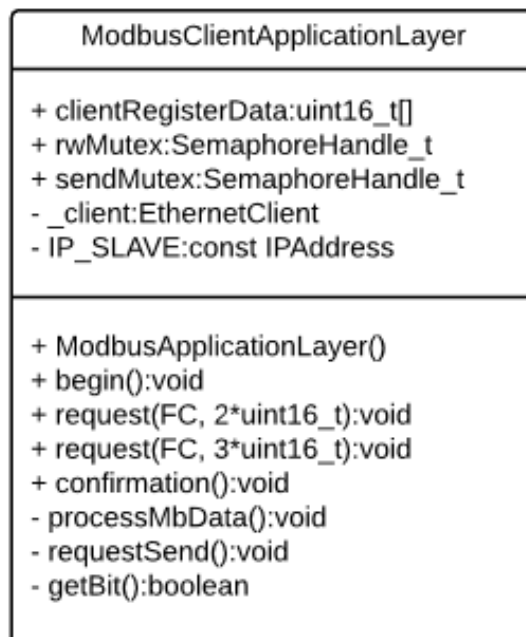 ModbusClientApplicationLayer
+ clientRegisterData:uint16_t[]
+ rwMutex:SemaphoreHandle_t
+ sendMutex:SemaphoreHandle_t
- _client:EthernetClient
- IP_SLAVE:const IPAddress
+ ModbusApplicationLayer()
+ begin():void
+ request(FC, 2*uint16_t):void
+ request(FC, 3*uint16_t):void
+ confirmation():void
- processMbData():void
- requestSend():void
- getBit():boolean